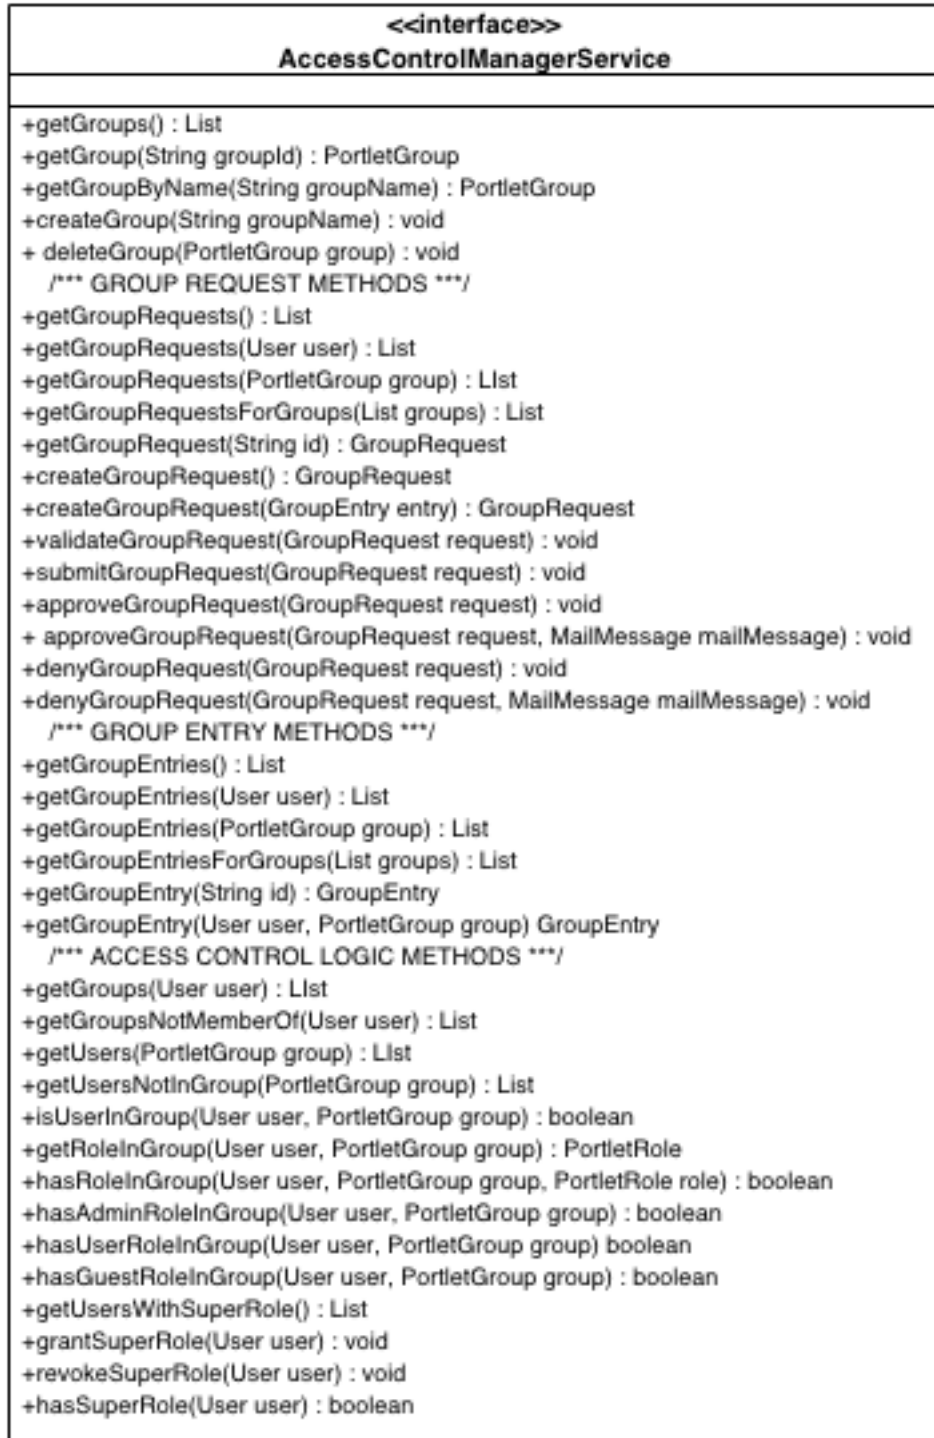 <<interface>>
AccessControlManagerService
+getGroups() : List
+getGroup(String groupId) : PortletGroup
+getGroupByName(String groupName) : PortletGroup
+createGroup(String groupName) : void
+ deleteGroup(PortletGroup group) : void
/*** GROUP REQUEST METHODS ***/
+getGroupRequests() : List
+getGroupRequests(User user) : List
+getGroupRequests(PortletGroup group) : LIst
+getGroupRequestsForGroups(List groups) : List
+getGroupRequest(String id) : GroupRequest
+createGroupRequest() : GroupRequest
+createGroupRequest(GroupEntry entry) : GroupRequest
+validateGroupRequest(GroupRequest request) : void
+submitGroupRequest(GroupRequest request) : void
+approveGroupRequest(GroupRequest request) : void
+ approveGroupRequest(GroupRequest request, MailMessage mailMessage) : void
+denyGroupRequest(GroupRequest request) : void
+denyGroupRequest(GroupRequest request, MailMessage mailMessage) : void
/*** GROUP ENTRY METHODS ***/
+getGroupEntries() : List
+getGroupEntries(User user) : List
+getGroupEntries(PortletGroup group) : List
+getGroupEntriesForGroups(List groups) : List
+getGroupEntry(String id) : GroupEntry
+getGroupEntry(User user, PortletGroup group) GroupEntry
/*** ACCESS CONTROL LOGIC METHODS ***/
+getGroups(User user) : LIst
+getGroupsNotMemberOf(User user) : List
+getUsers(PortletGroup group) : LIst
+getUsersNotInGroup(PortletGroup group) : List
+isUserInGroup(User user, PortletGroup group) : boolean
+getRoleInGroup(User user, PortletGroup group) : PortletRole
+hasRoleInGroup(User user, PortletGroup group, PortletRole role) : boolean
+hasAdminRoleInGroup(User user, PortletGroup group) : boolean
+hasUserRoleInGroup(User user, PortletGroup group) boolean
+hasGuestRoleInGroup(User user, PortletGroup group) : boolean
+getUsersWithSuperRole() : List
+grantSuperRole(User user) : void
+revokeSuperRole(User user) : void
+hasSuperRole(User user) : boolean